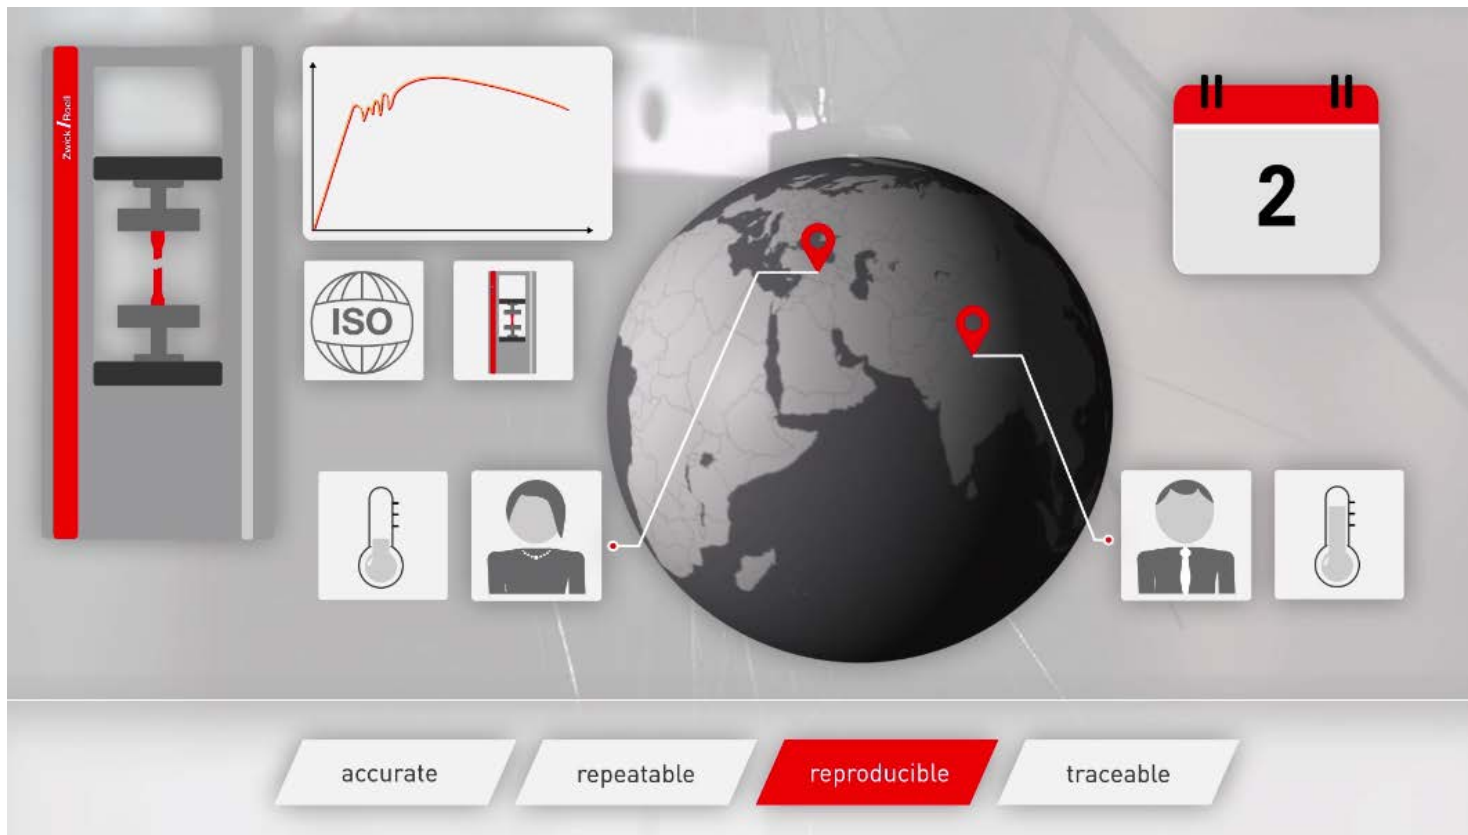 Zwick/Roell
ISO
2
accurate
repeatable
reproducible
traceable